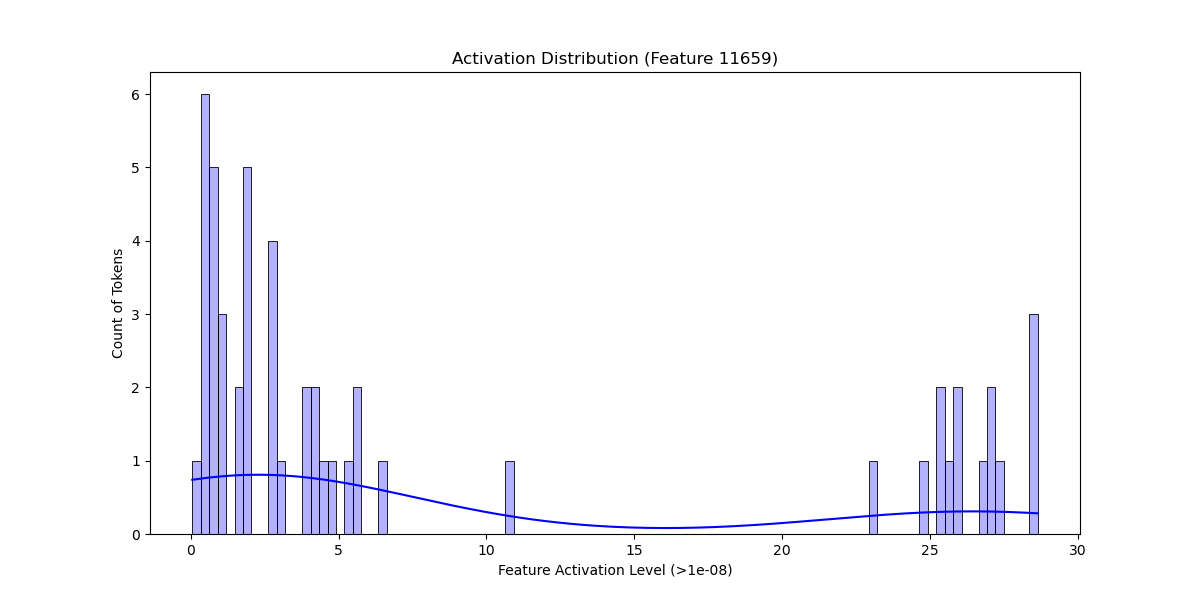 Activation Distribution (Feature 11659)
6
5
4
3
2
1
0
Count of Tokens
0 5 10 15 20 25 30
Feature Activation Level (>1e-08)